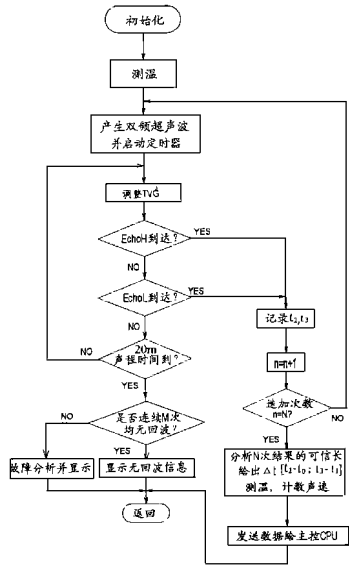 初始化
测温
产生双频超声波
并启动定时器
调整TVG
EchoH到达?
YES
NO
EchoL到达?
YES
NO
记录t₂,t₃
20m
声程时间到?
NO
YES
n=n+1
迭加次数
n=N?
NO
YES
是否连续M次
均无回波?
NO
YES
故障分析并显示
显示无回波信息
分析N次结果的可信长
给出△t{t₂-t₀;t₃-t₁}
测温，计数声速
返回
发送数据给主控CPU